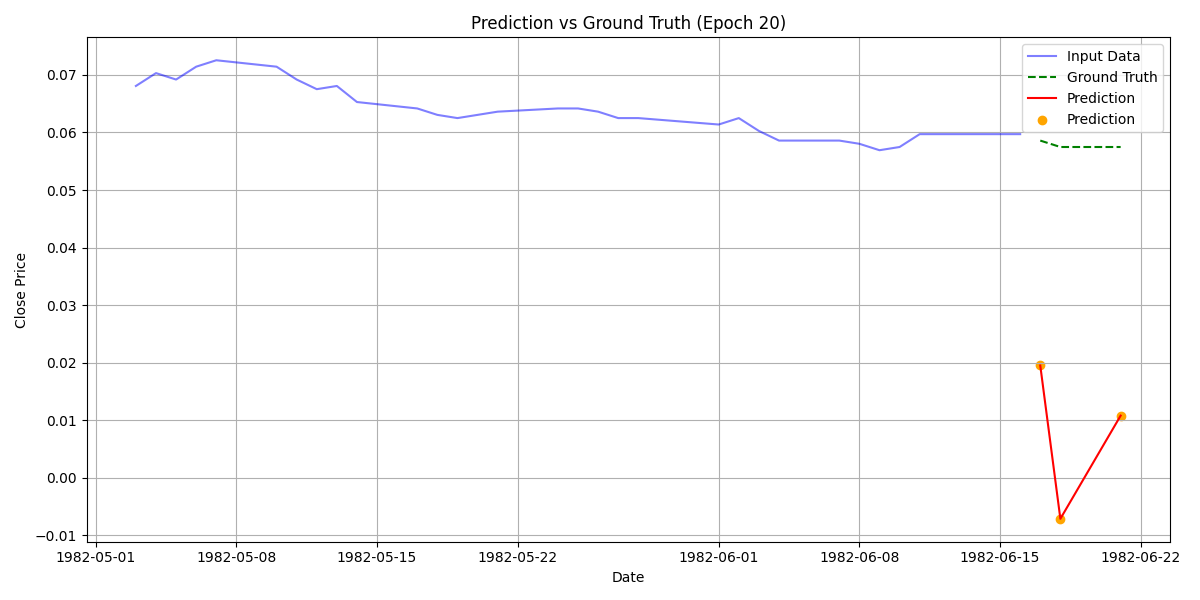 Prediction vs Ground Truth (Epoch 20)
Input Data
Ground Truth
Prediction
Prediction
0.07
0.06
0.05
0.04
0.03
0.02
0.01
0.00
−0.01
Close Price
1982-05-01
1982-05-08
1982-05-15
1982-05-22
1982-06-01
1982-06-08
1982-06-15
1982-06-22
Date